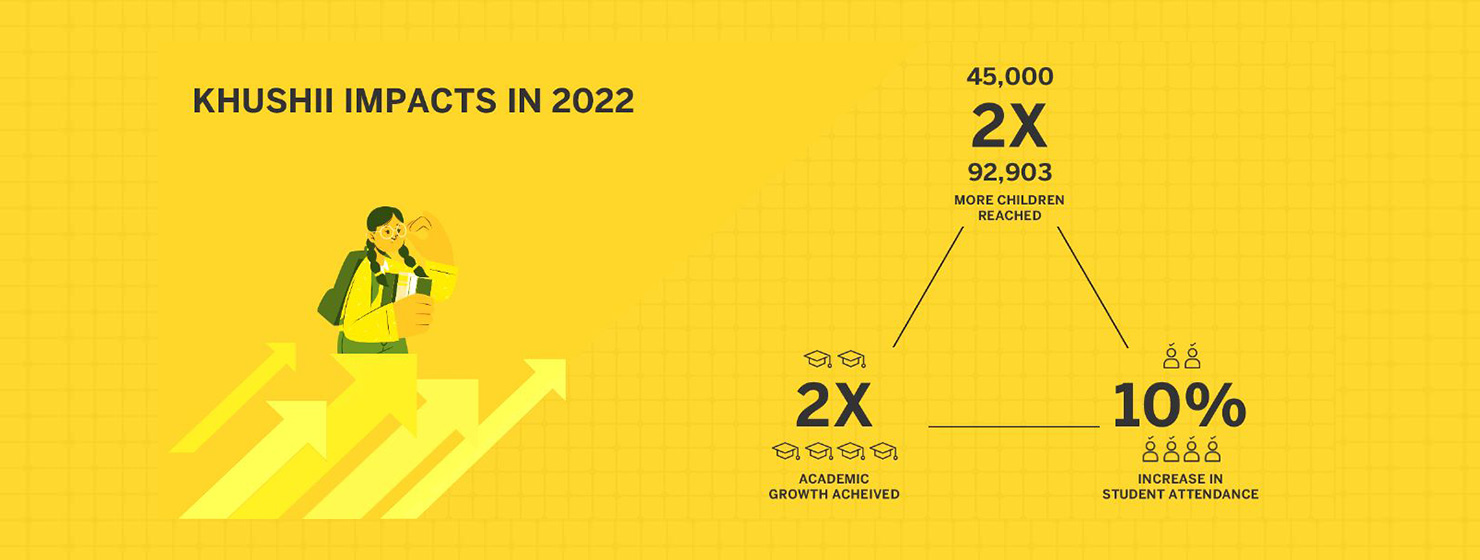 KHUSHII IMPACTS IN 2022
45,000
2X
92,903
MORE CHILDREN
REACHED
2X
ACADEMIC
GROWTH ACHEIVED
10%
INCREASE IN
STUDENT ATTENDANCE